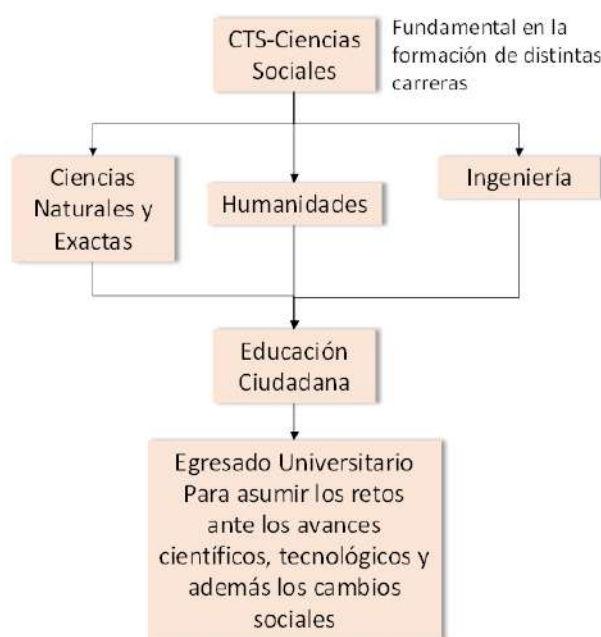 CTS-Ciencias
Sociales
Fundamental en la
formación de distintas
carreras
Ciencias
Naturales y
Exactas
Humanidades
Ingeniería
Educación
Ciudadana
Egresado Universitario
Para asumir los retos
ante los avances
científicos, tecnológicos y
además los cambios
sociales